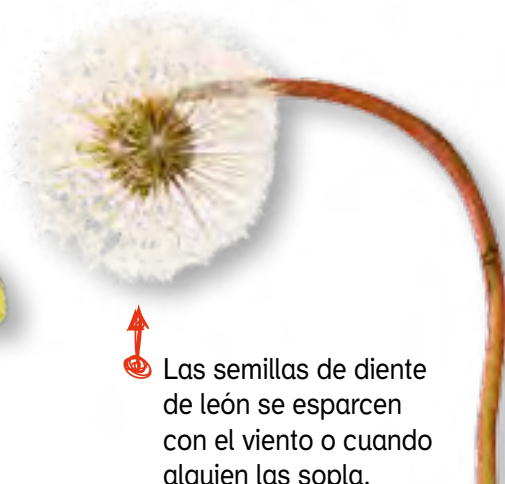 Las semillas de diente
de león se esparcen
con el viento o cuando
alguien las sopla.